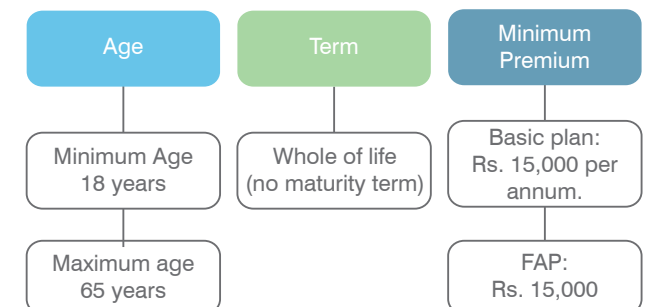 Age
Term
Minimum
Premium
Minimum Age
18 years
Whole of life
(no maturity term)
Basic plan:
Rs. 15,000 per
annum.
Maximum age
65 years
FAP:
Rs. 15,000